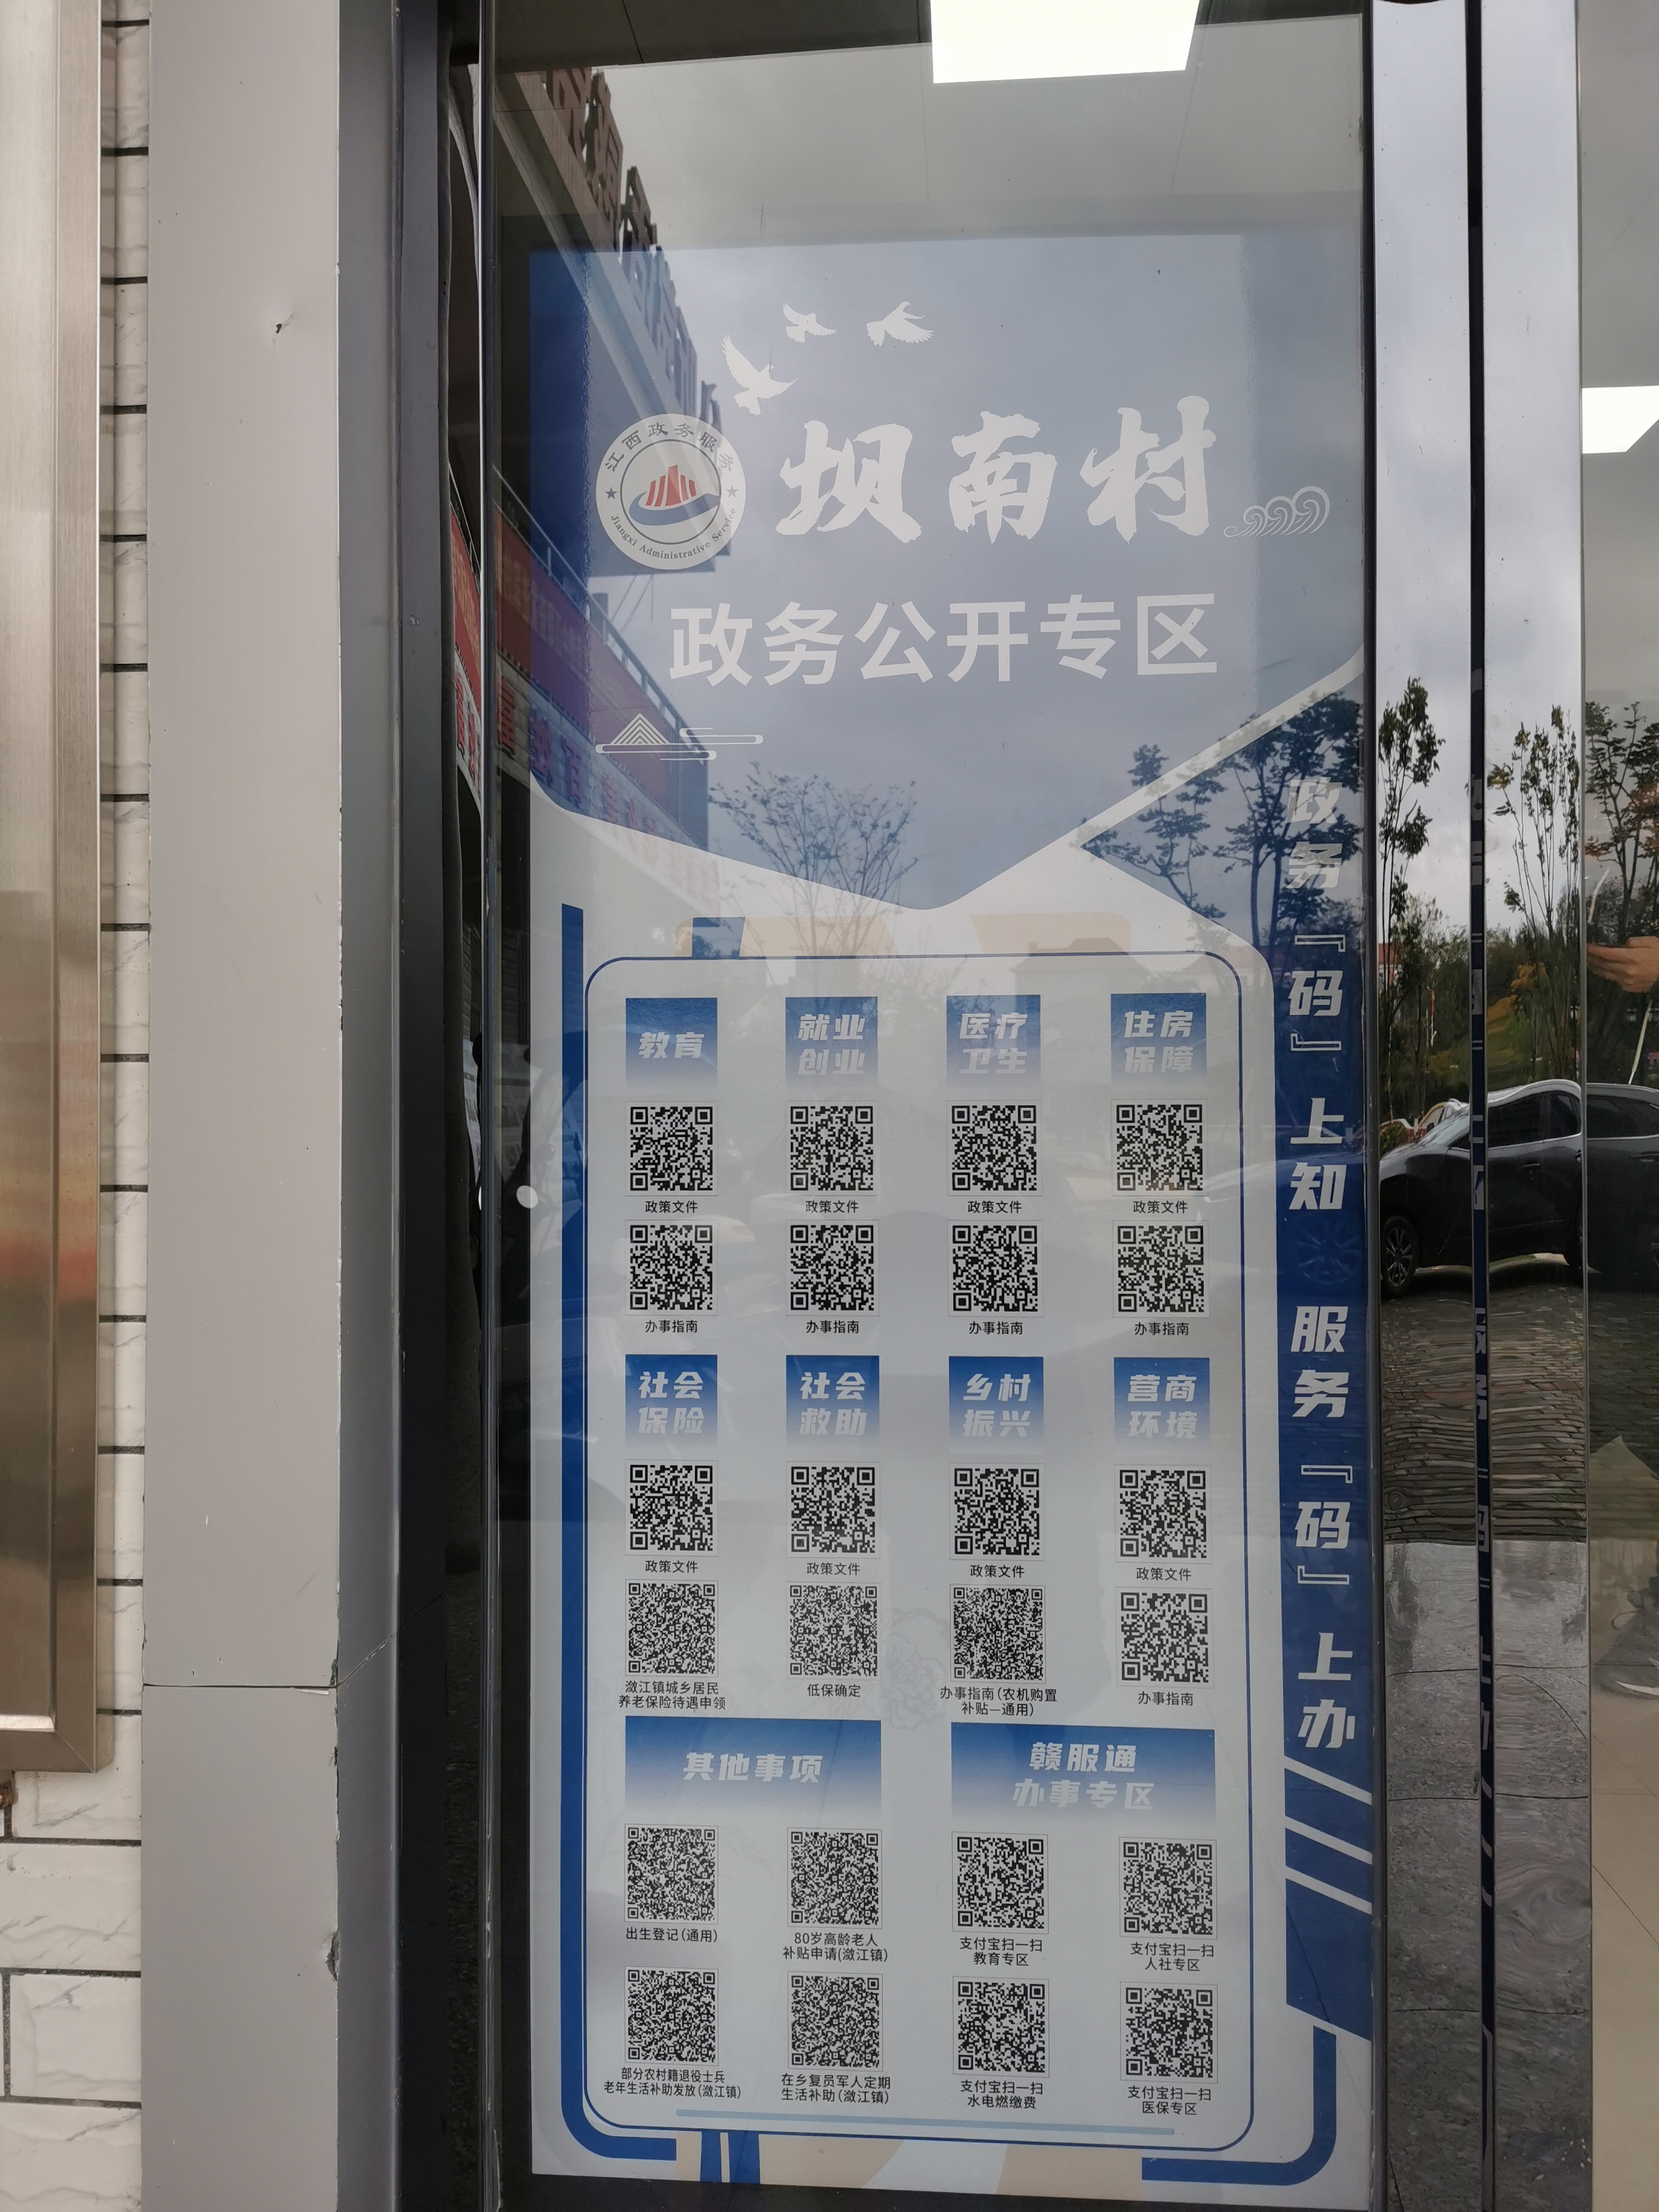 江西政务服务
Jiangxi Administrative Service
坝南村
政务公开专区
政务『码』上知 服务『码』上办
教育
就业
创业
医疗
卫生
住房
保障
政策文件
政策文件
政策文件
政策文件
办事指南
办事指南
办事指南
办事指南
社会
保险
社会
救助
乡村
振兴
营商
环境
政策文件
政策文件
政策文件
政策文件
潋江镇城乡居民
养老保险待遇申领
低保确定
办事指南(农机购置
补贴—通用)
办事指南
其他事项
赣服通
办事专区
出生登记(通用)
80岁高龄老人
补贴申请(潋江镇)
支付宝扫一扫
教育专区
支付宝扫一扫
人社专区
部分农村籍退役士兵
老年生活补助发放(潋江镇)
在乡复员军人定期
生活补助(潋江镇)
支付宝扫一扫
水电燃缴费
支付宝扫一扫
医保专区